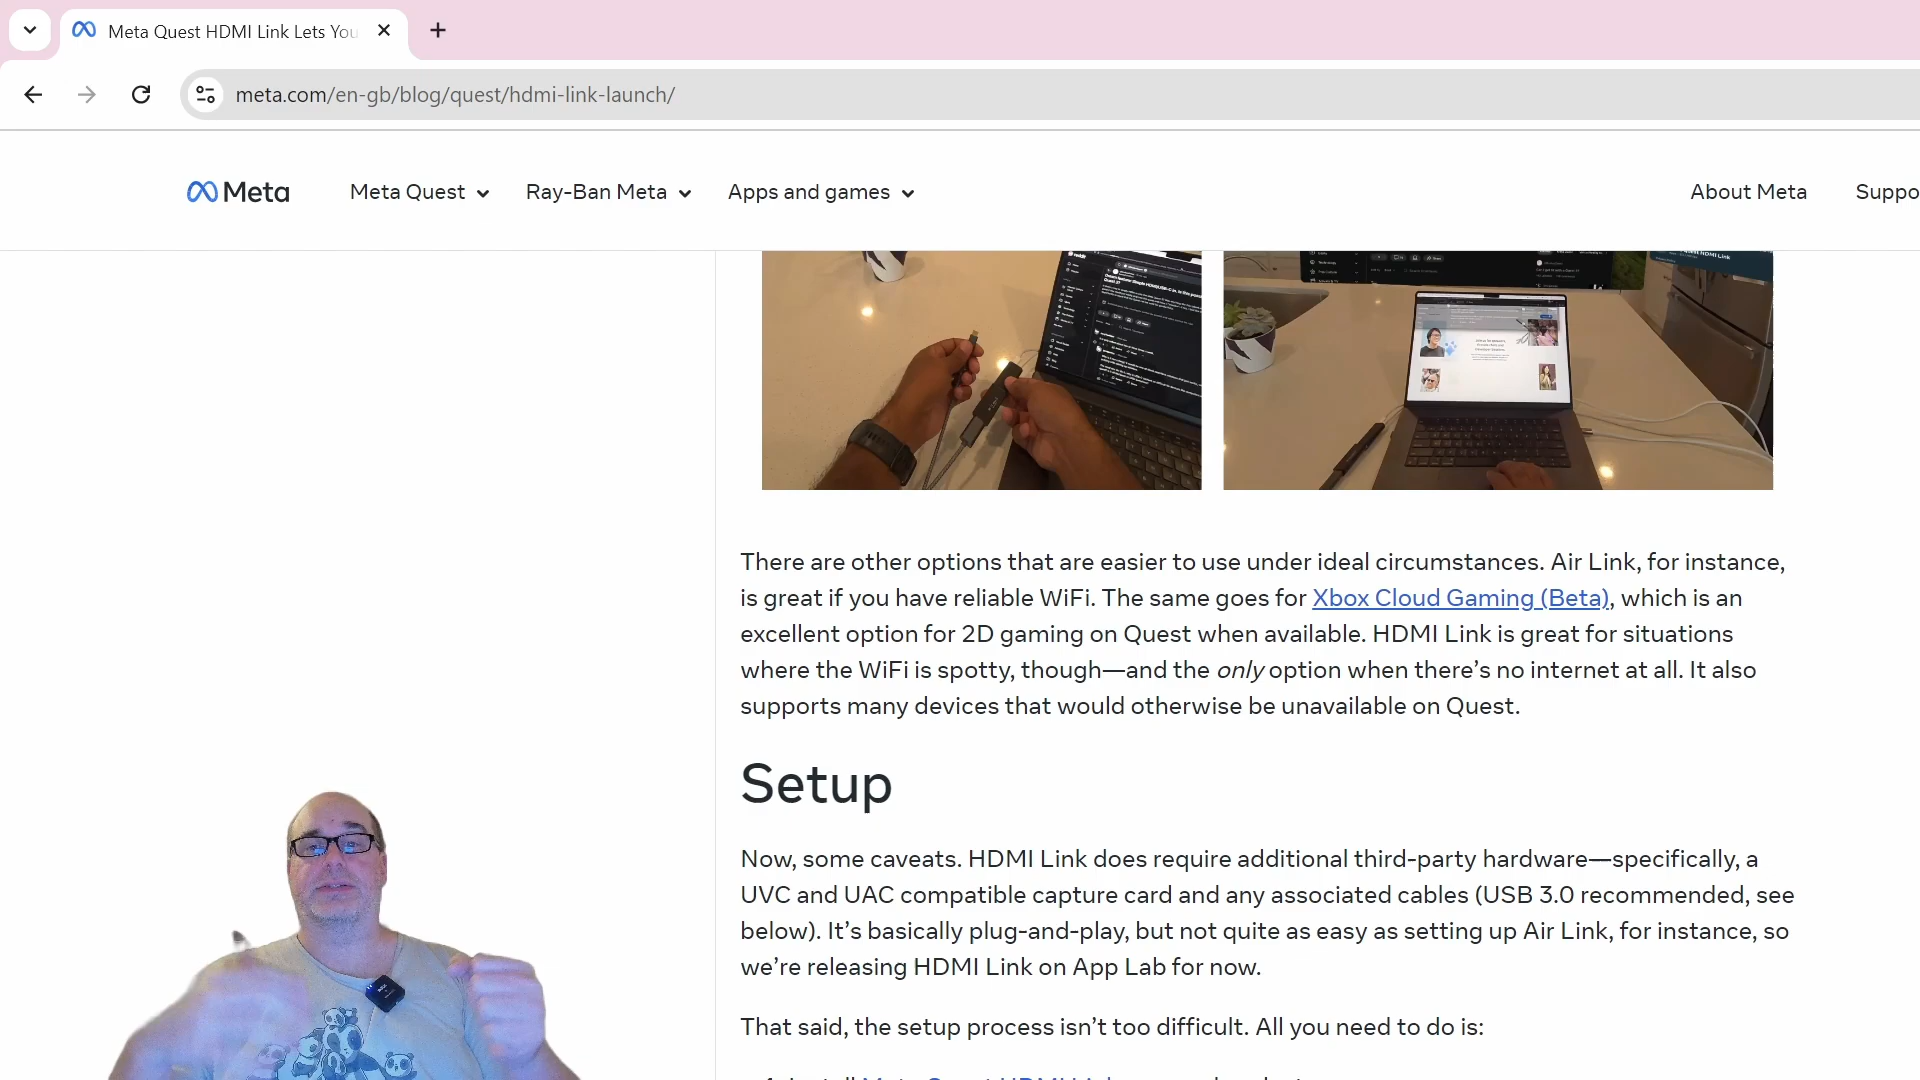 Meta Quest HDMI Link Lets You
meta.com/en-gb/blog/quest/hdmi-link-launch/
Meta
Meta Quest
Ray-Ban Meta
Apps and games
About Meta
Suppo
There are other options that are easier to use under ideal circumstances. Air Link, for instance,
is great if you have reliable WiFi. The same goes for Xbox Cloud Gaming (Beta), which is an
excellent option for 2D gaming on Quest when available. HDMI Link is great for situations
where the WiFi is spotty, though—and the only option when there's no internet at all. It also
supports many devices that would otherwise be unavailable on Quest.
Setup
Now, some caveats. HDMI Link does require additional third-party hardware—specifically, a
UVC and UAC compatible capture card and any associated cables (USB 3.0 recommended, see
below). It's basically plug-and-play, but not quite as easy as setting up Air Link, for instance, so
we're releasing HDMI Link on App Lab for now.
That said, the setup process isn't too difficult. All you need to do is: